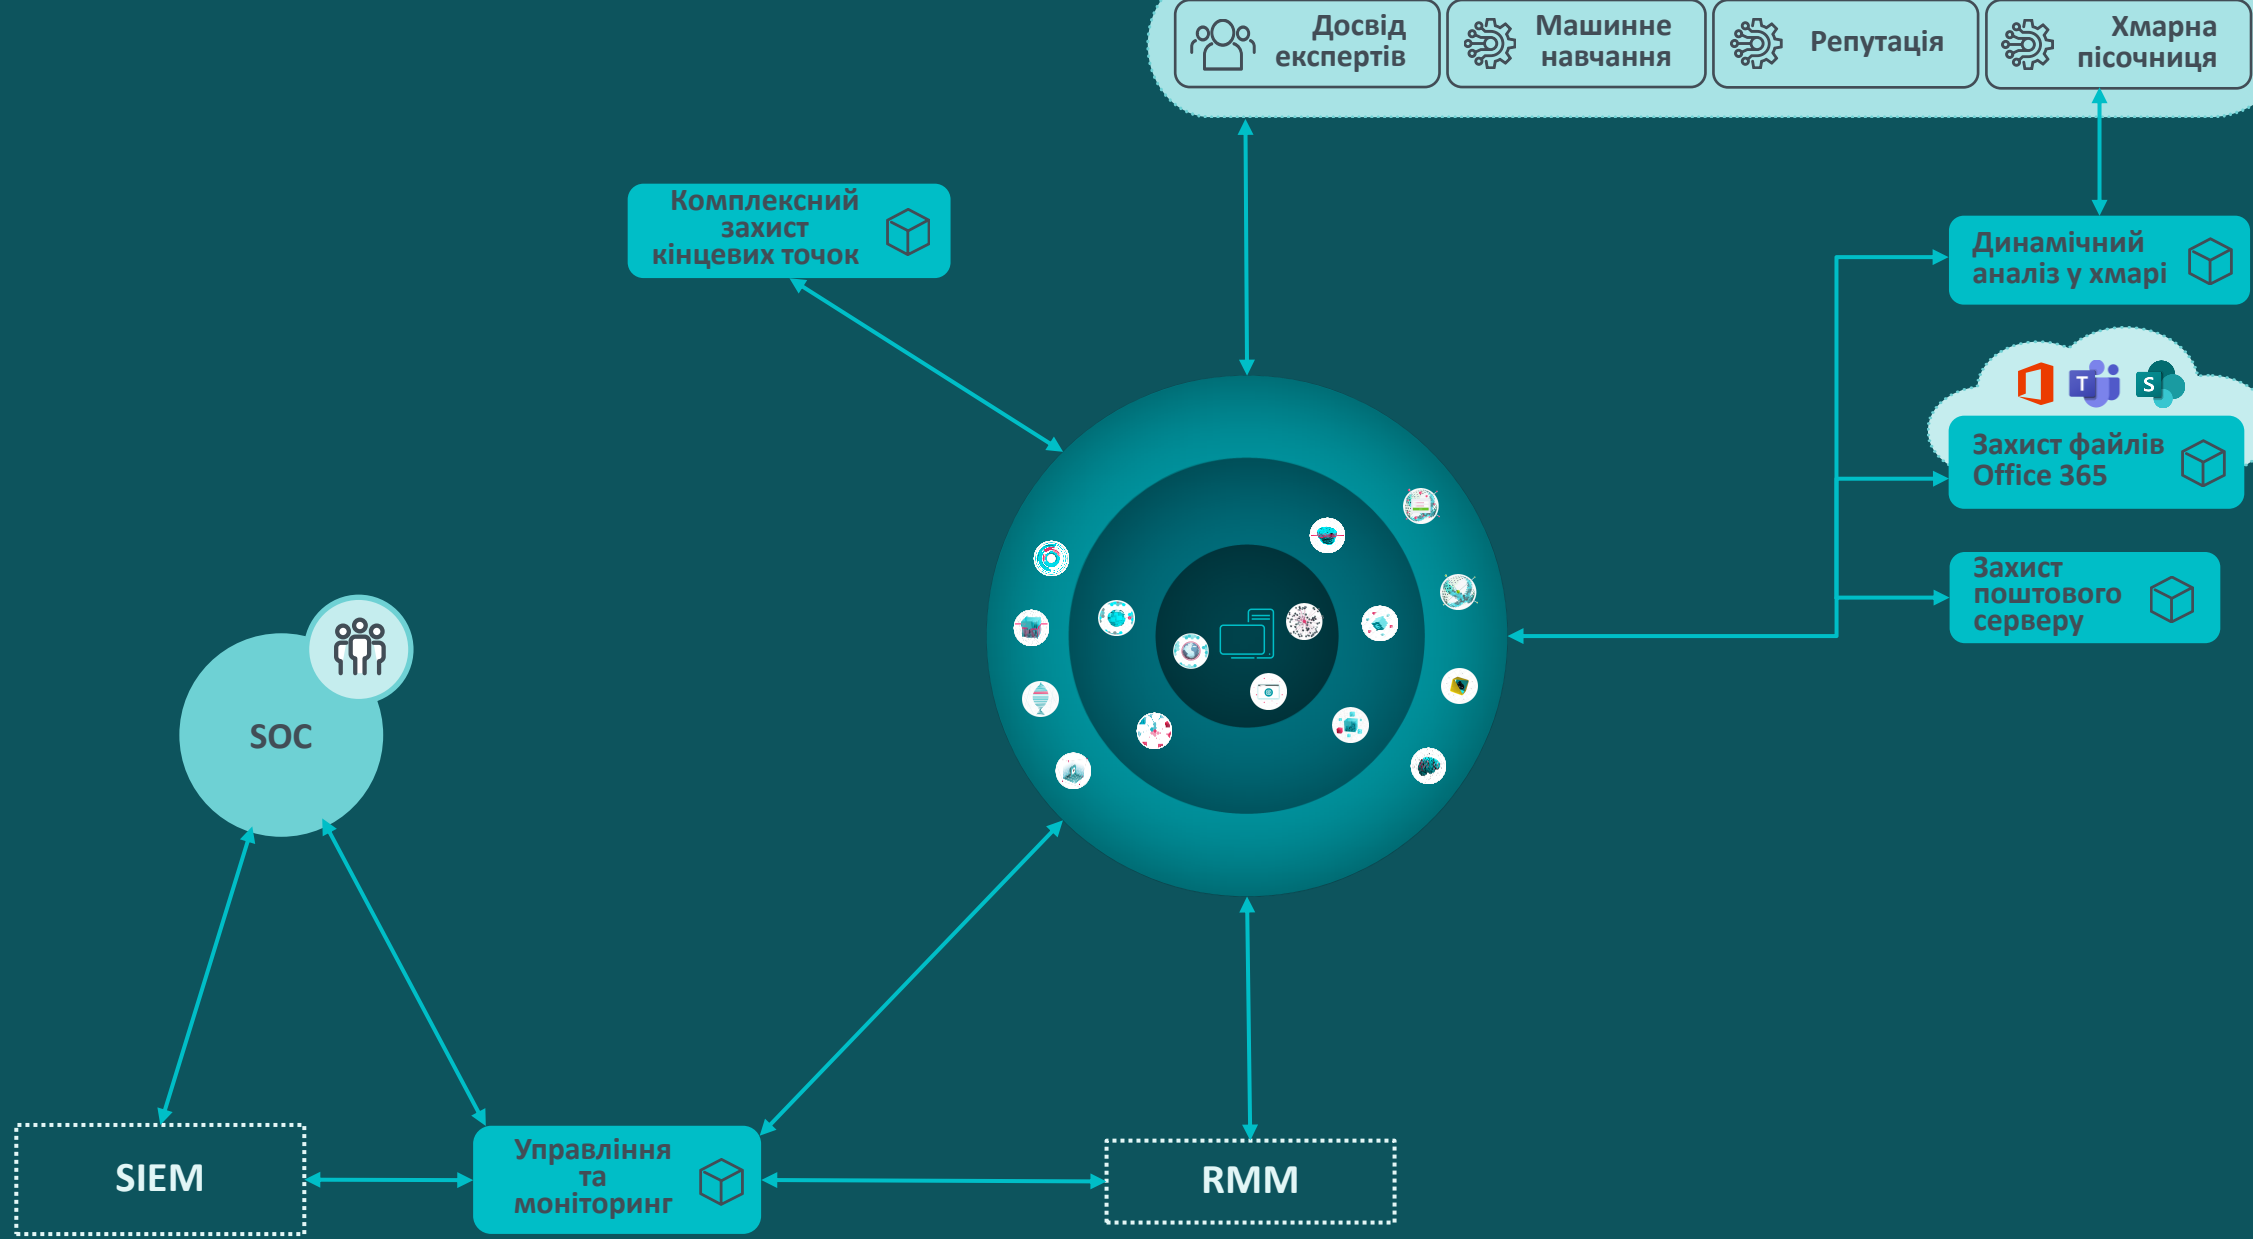 Досвід
експертів
Машинне
навчання
Репутація
Хмарна
пісочниця
Комплексний
захист
кінцевих точок
Динамічний
аналіз у хмарі
T
S
Захист файлів
Office 365
Захист
поштового
серверу
SOC
SIEM
Управління
та
моніторинг
RMM